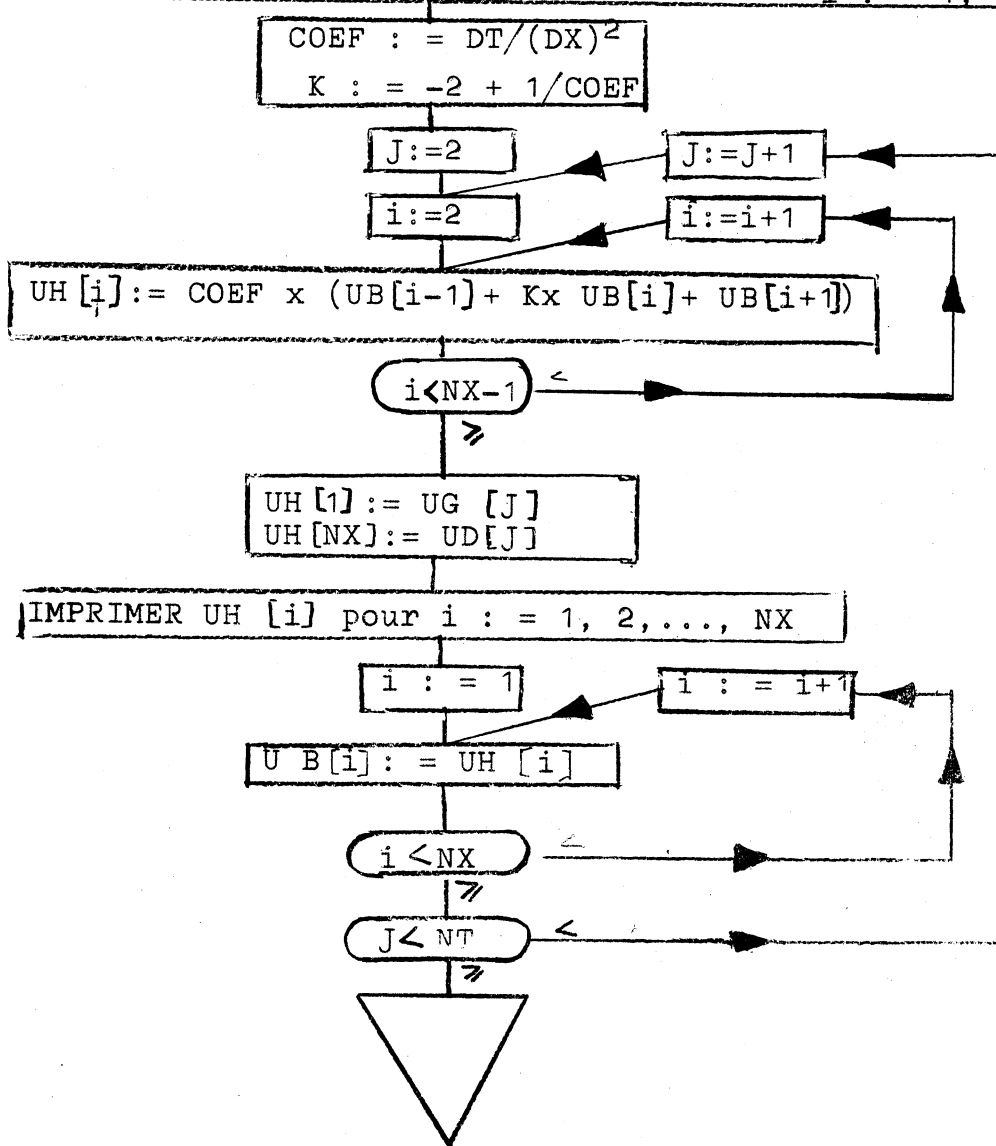 COEF : = DT/(DX)²
K : = -2 + 1/COEF
J:=2
J:=J+1
i:=2
i:=i+1
UH[i]:= COEF x (UB[i-1]+ Kx UB[i]+ UB[i+1])
i<NX-1
<
⩾
UH[1]:= UG [J]
UH[NX]:= UD[J]
IMPRIMER UH [i] pour i : = 1, 2,..., NX
i : = 1
i : = i+1
U B[i]: = UH [i]
i <NX
<
⩾
J< NT
<
⩾